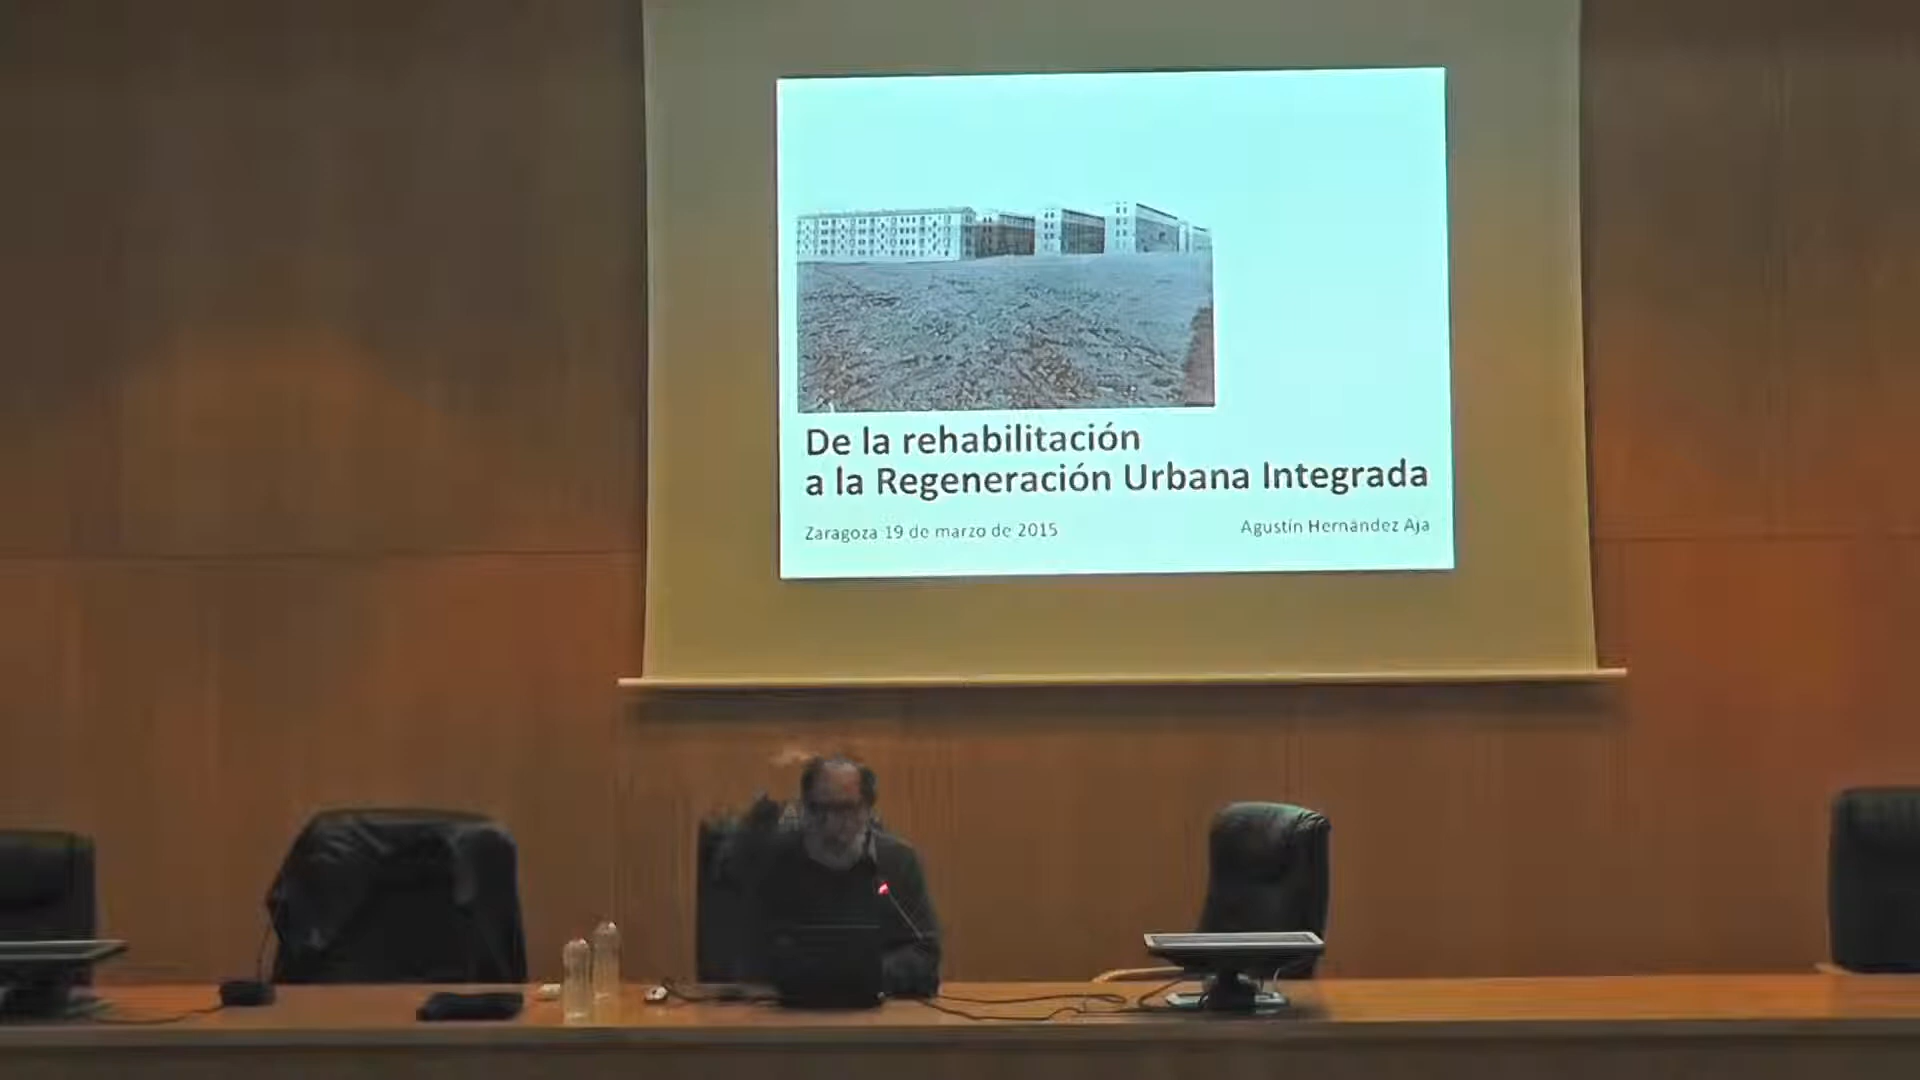 De la rehabilitación
a la Regeneración Urbana Integrada
Zaragoza 19 de marzo de 2015 Agustín Hernández Aja